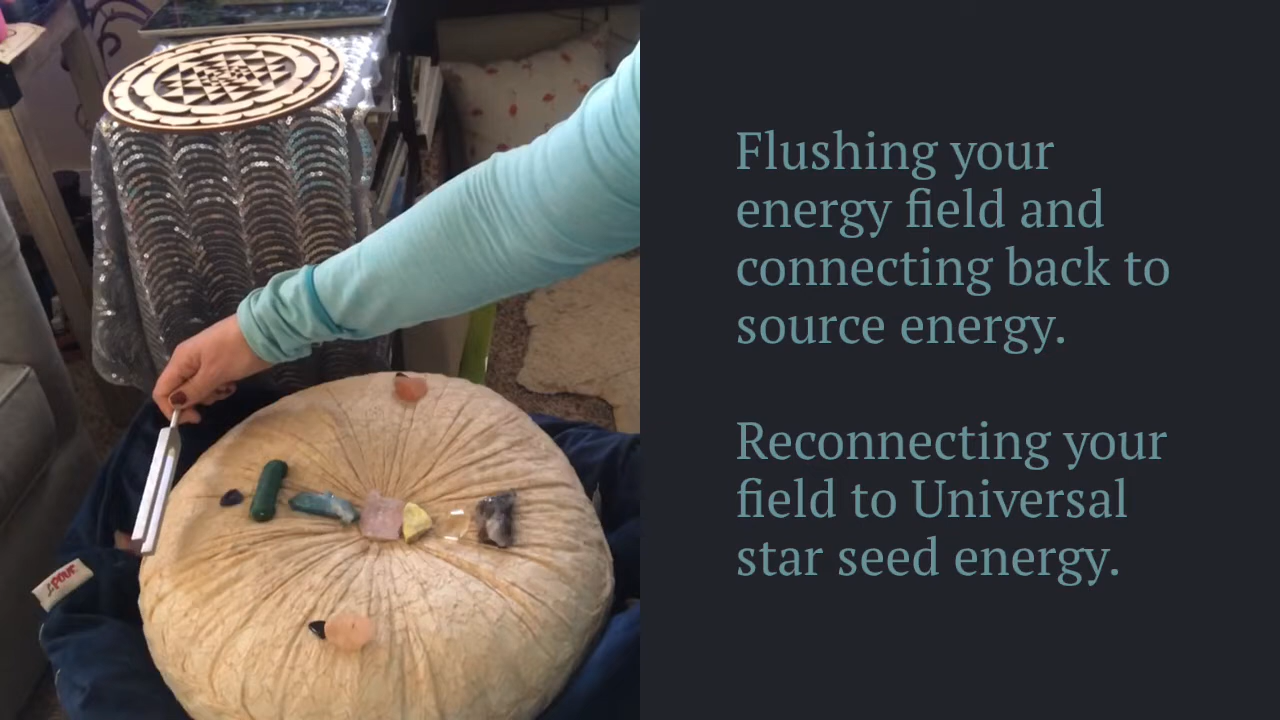 Flushing your
energy field and
connecting back to
source energy.
Reconnecting your
field to Universal
star seed energy.